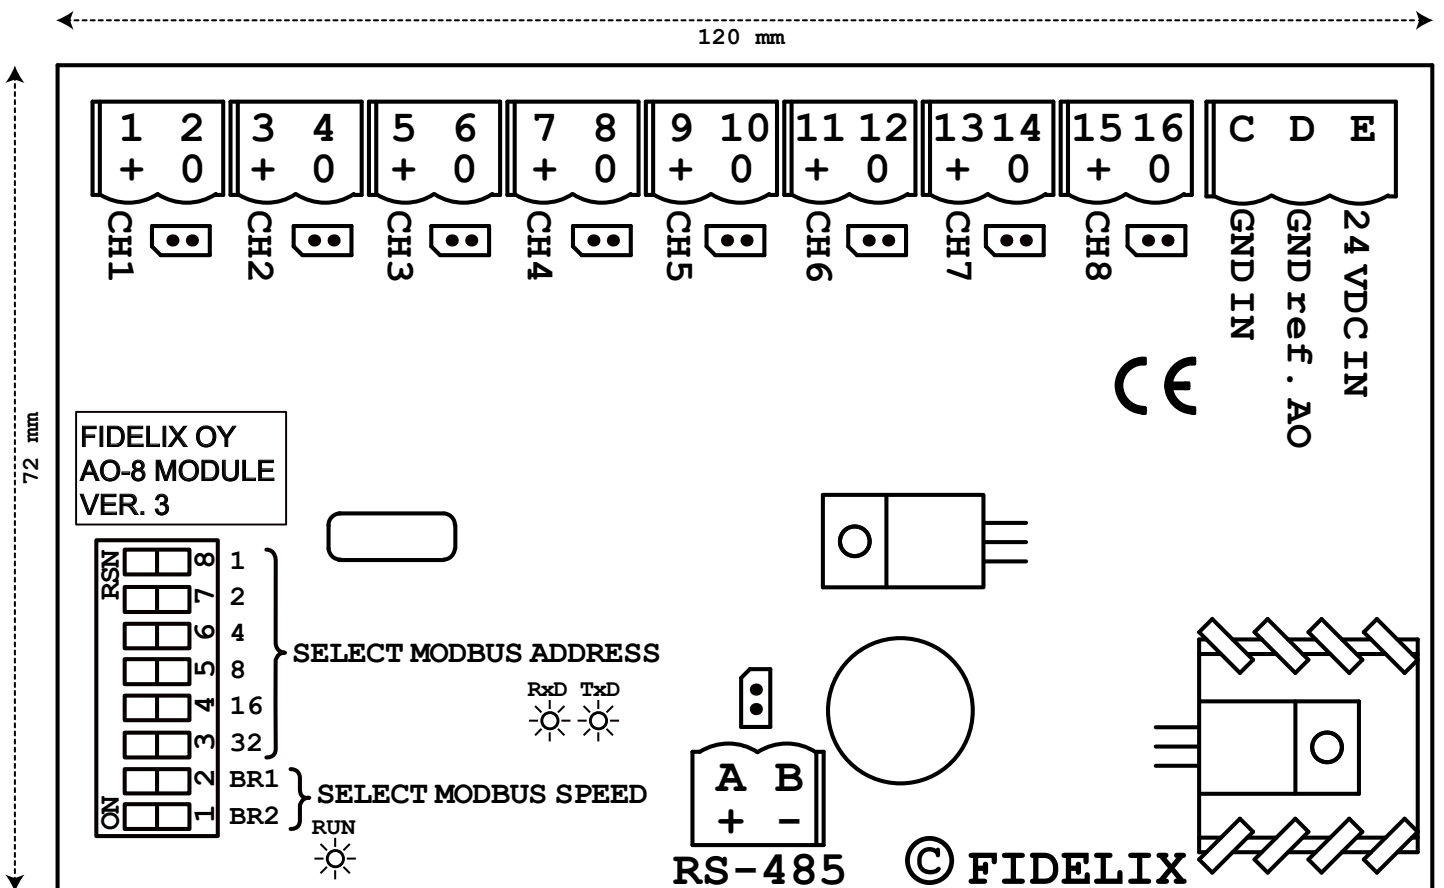 120 mm
1 2 3 4 5 6 7 8 9 10 11 12 13 14 15 16 C D E
+ 0 + 0 + 0 + 0 + 0 + 0 + 0 + 0
CH1 CH2 CH3 CH4 CH5 CH6 CH7 CH8
GND IN
GND ref. AO
24 VDC IN
CE
72 mm
FIDELIX OY
AO-8 MODULE
VER. 3
RSN
8 1
7 2
6 4
5 8
4 16
3 32
SELECT MODBUS ADDRESS
2 BR1
1 BR2
ON
SELECT MODBUS SPEED
RxD TxD
RUN
A B
+ -
RS-485
© FIDELIX